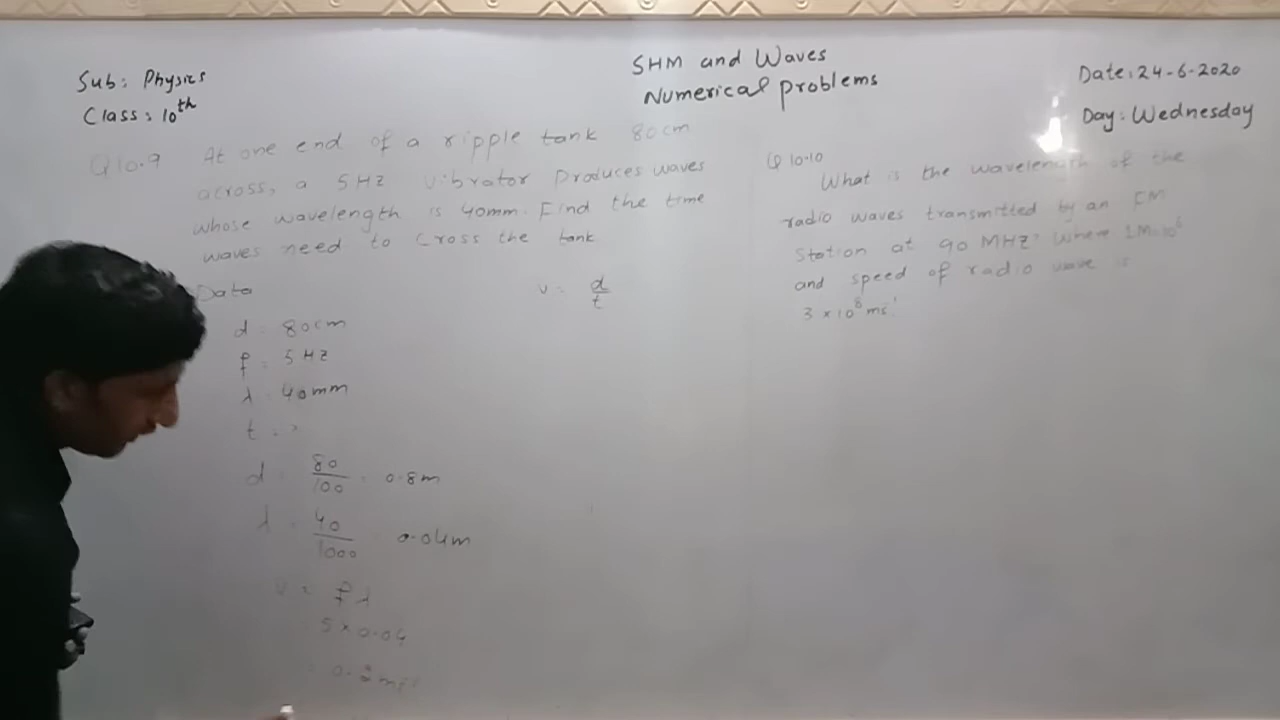 Sub: Physics
Class: 10th
SHM and Waves
Numerical problems
Date: 24-6-2020
Day: Wednesday
Q10.9 At one end of a ripple tank 80cm
across, a 5Hz vibrator produces waves
whose wavelength is 40mm. Find the time
waves need to cross the tank
Data
d = 80cm
f = 5Hz
λ = 40mm
t = ?
d = 80/100 = 0.8m
λ = 40/1000 0.04m
v = fλ
5 × 0.04
= 0.2 ms⁻¹
v = d/t
Q10.10
What is the wavelength of the
radio waves transmitted by an FM
station at 90 MHz where 1M=10⁶
and speed of radio wave is
3 × 10⁸ ms⁻¹